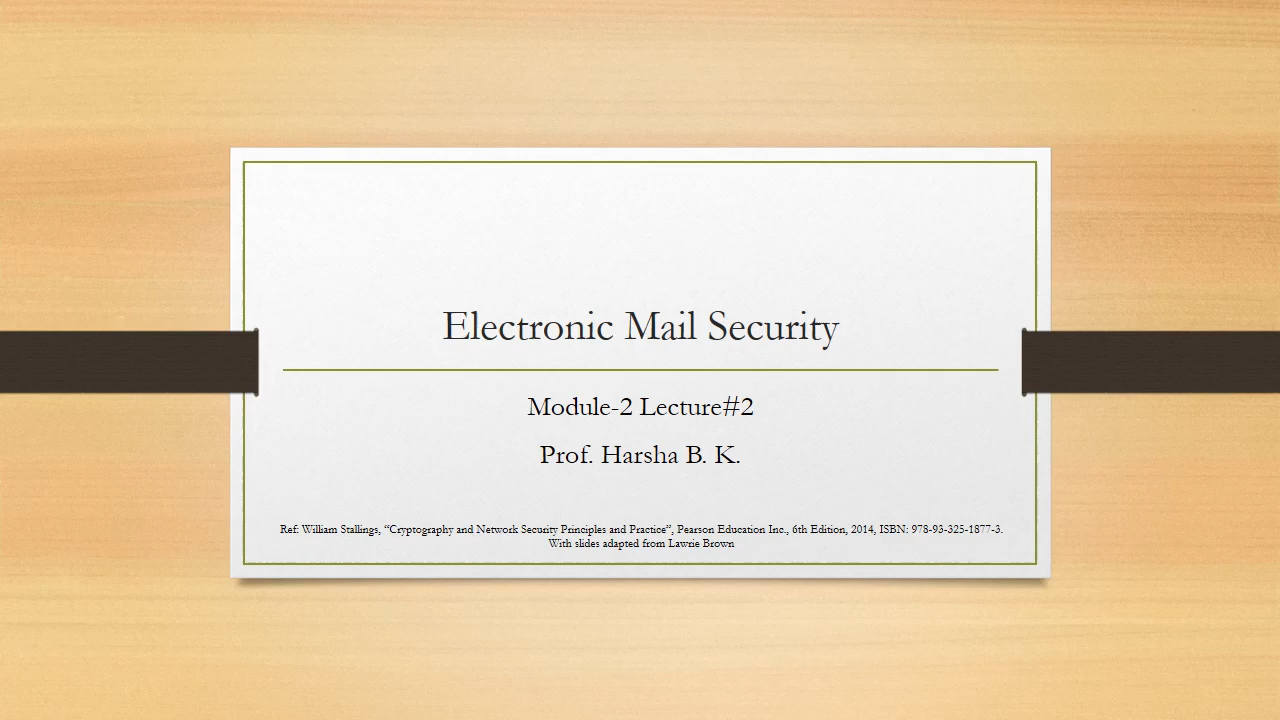 Electronic Mail Security
Module-2 Lecture#2
Prof. Harsha B. K.
Ref: William Stallings, “Cryptography and Network Security Principles and Practice”, Pearson Education Inc., 6th Edition, 2014, ISBN: 978-93-325-1877-3.
With slides adapted from Lawrie Brown